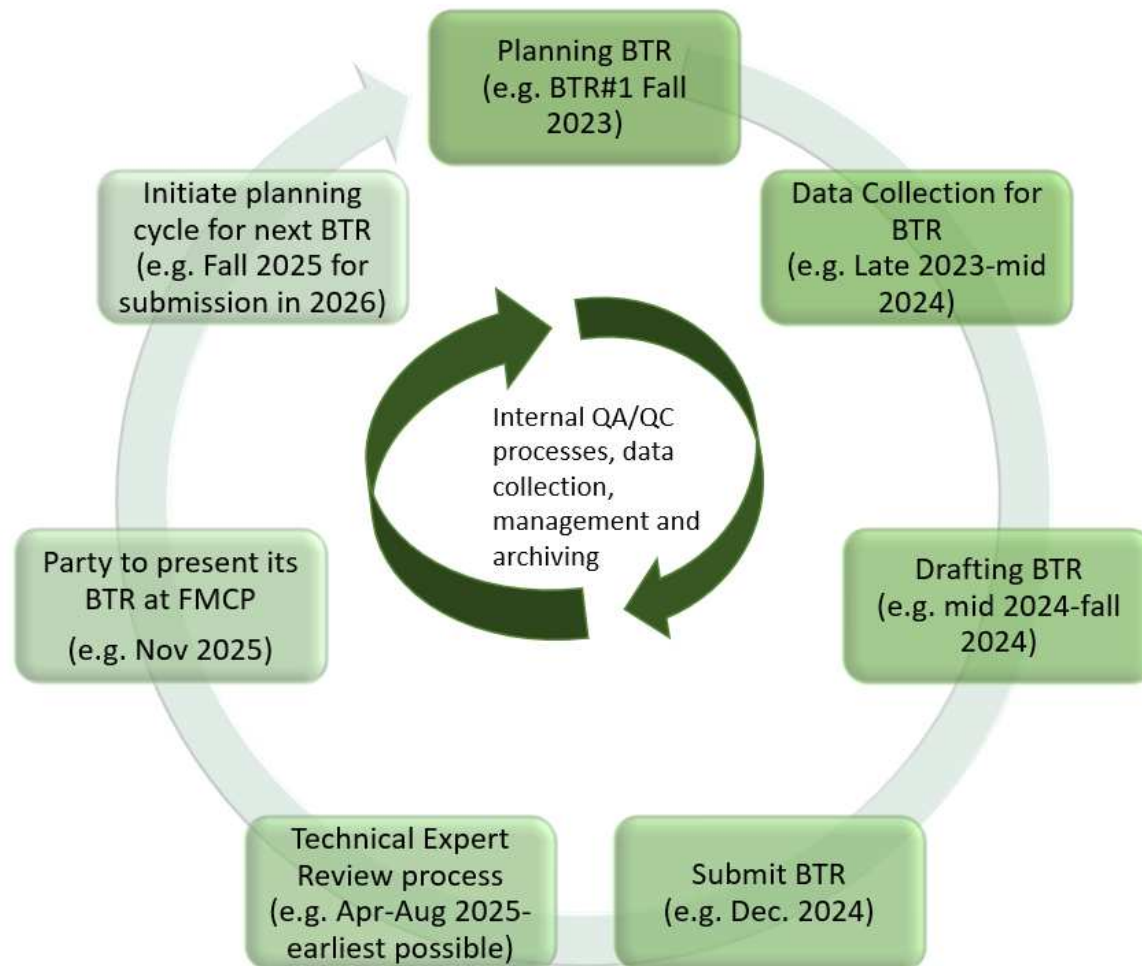 Planning BTR
(e.g. BTR#1 Fall
2023)
Data Collection for
BTR
(e.g. Late 2023-mid
2024)
Drafting BTR
(e.g. mid 2024-fall
2024)
Submit BTR
(e.g. Dec. 2024)
Technical Expert
Review process
(e.g. Apr-Aug 2025-
earliest possible)
Party to present its
BTR at FMCP
(e.g. Nov 2025)
Initiate planning
cycle for next BTR
(e.g. Fall 2025 for
submission in 2026)
Internal QA/QC
processes, data
collection,
management and
archiving